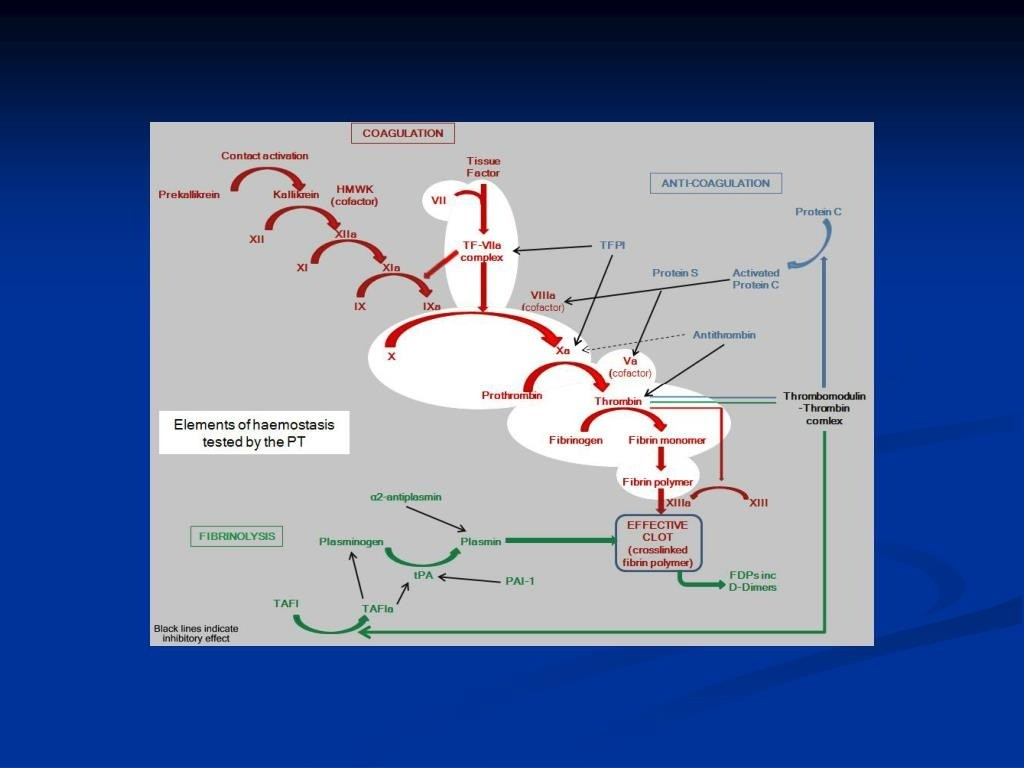 COAGULATION
Contact activation
Tissue
Factor
ANTI-COAGULATION
Prekallikrein
Kallikrein
HMWK
(cofactor)
VII
Protein C
XII
XIIa
TF-VIIa
complex
TFPI
XI
XIa
Protein S
Activated
Protein C
IX
IXa
VIIIa
(cofactor)
X
Xa
Antithrombin
Va
(cofactor)
Prothrombin
Thrombin
Thrombomodulin
-Thrombin
comlex
Elements of haemostasis
tested by the PT
Fibrinogen
Fibrin monomer
Fibrin polymer
XIIIa
XIII
α2-antiplasmin
FIBRINOLYSIS
Plasminogen
Plasmin
EFFECTIVE
CLOT
(crosslinked
fibrin polymer)
tPA
PAI-1
FDPs inc
D-Dimers
TAFI
TAFIa
Black lines indicate
inhibitory effect